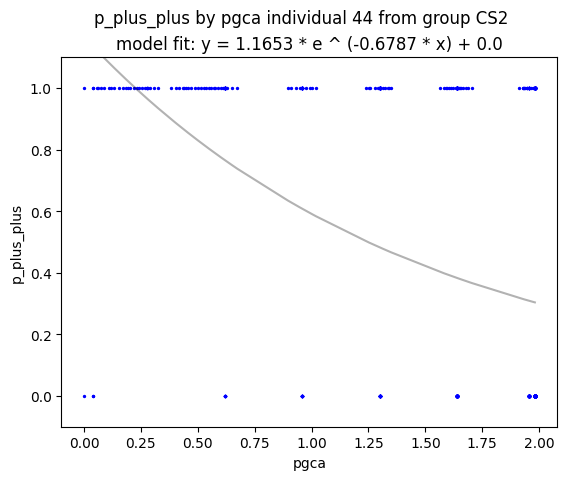 p_plus_plus by pgca individual 44 from group CS2
model fit: y = 1.1653 * e ^ (-0.6787 * x) + 0.0
1.0
0.8
0.6
0.4
0.2
0.0
p_plus_plus
0.00 0.25 0.50 0.75 1.00 1.25 1.50 1.75 2.00
pgca